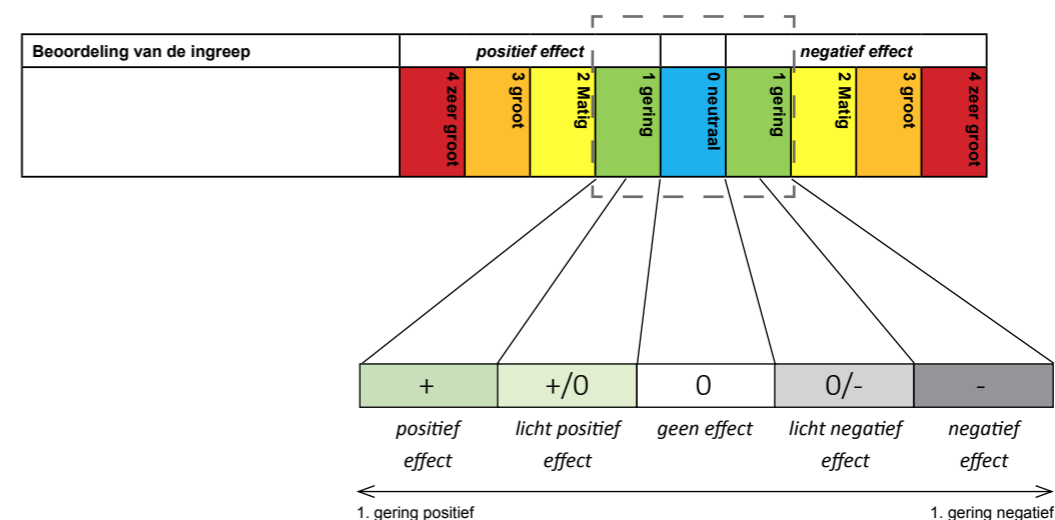 Beoordeling van de ingreep
positief effect
negatief effect
4 zeer groot
3 groot
2 Matig
1 gering
0 neutraal
1 gering
2 Matig
3 groot
4 zeer groot
+
+/0
0
0/-
-
positief
effect
licht positief
effect
geen effect
licht negatief
effect
negatief
effect
1. gering positief
1. gering negatief